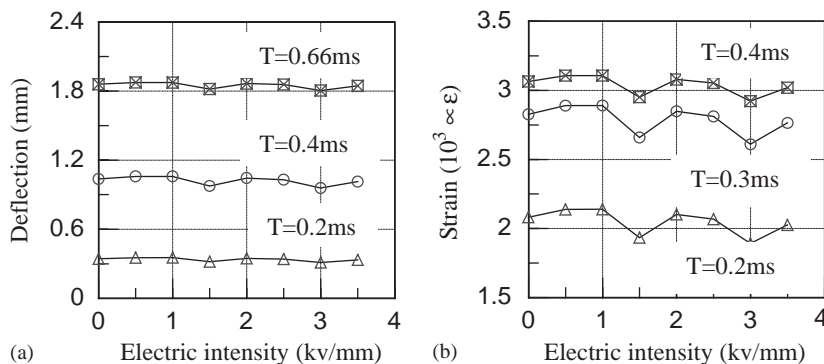 2.4
1.8
1.2
0.6
0
Deflection (mm)
T=0.66ms
T=0.4ms
T=0.2ms
0 1 2 3 4
(a) Electric intensity (kv/mm)
3.5
3
2.5
2
1.5
Strain (10³ ∝ ε)
T=0.4ms
T=0.3ms
T=0.2ms
0 1 2 3 4
(b) Electric intensity (kv/mm)